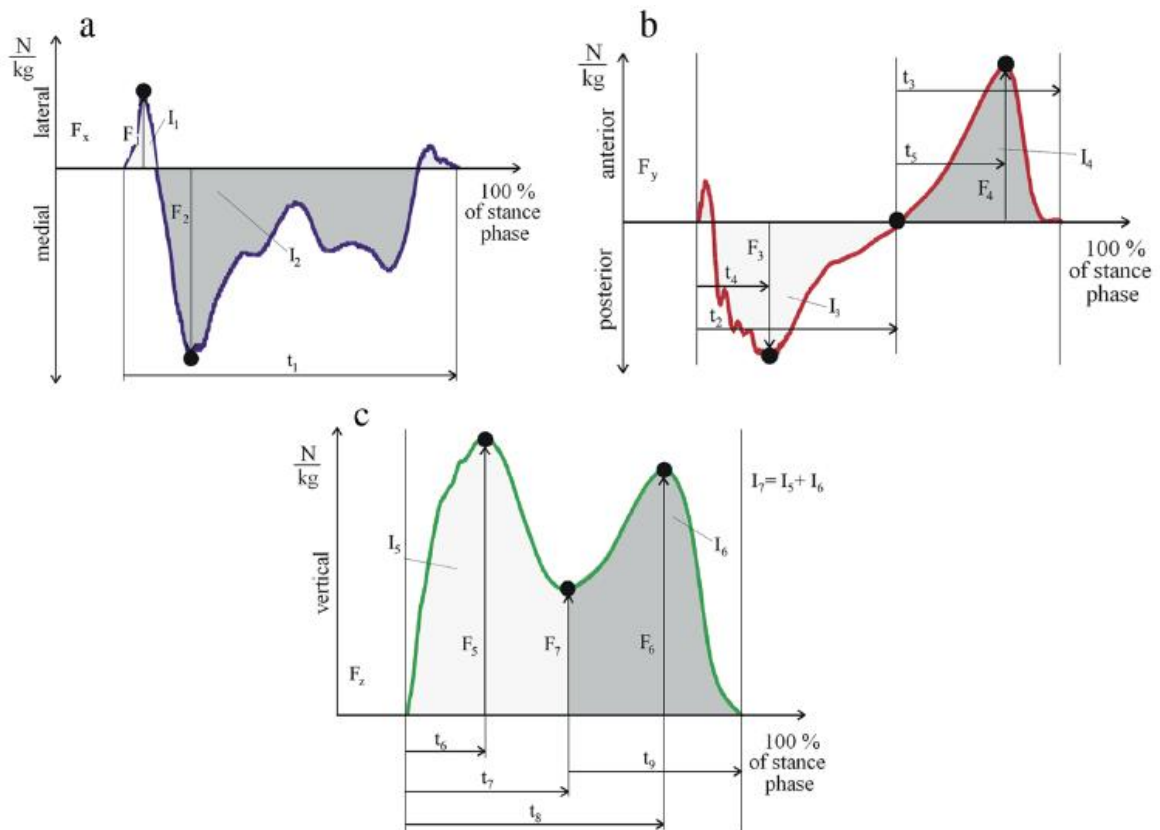 a
N
kg
lateral
medial
Fx
F
I1
F2
I2
t1
100 %
of stance
phase
b
N
kg
anterior
posterior
Fy
t3
t5
I4
F4
F3
t4
I3
t2
100 %
of stance
phase
c
N
kg
vertical
Fz
I5
F5
F7
F6
I6
I7= I5+ I6
t6
t7
t8
t9
100 %
of stance
phase